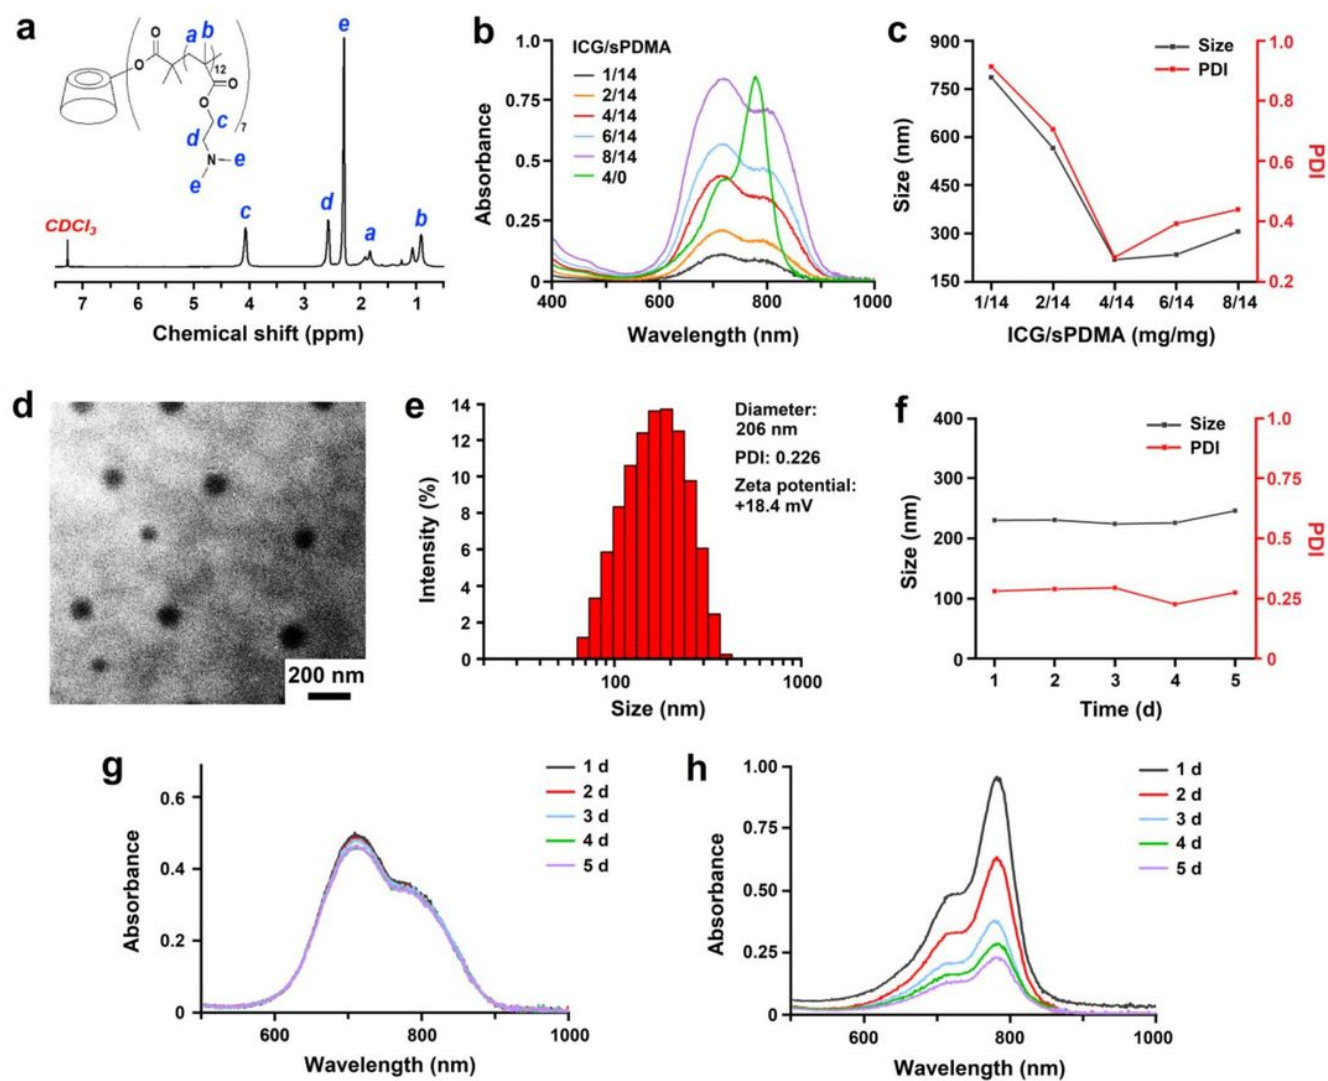 a
a b
e
O
O
12
O
O
c
7
d
N
e
e
CDCl3
c
d
a
b
7 6 5 4 3 2 1
Chemical shift (ppm)
b
ICG/sPDMA
1/14
2/14
4/14
6/14
8/14
4/0
1.0
0.75
0.5
0.25
0
Absorbance
400 600 800 1000
Wavelength (nm)
c
Size
PDI
900
750
600
450
300
150
Size (nm)
1.0
0.8
0.6
0.4
0.2
PDI
1/14 2/14 4/14 6/14 8/14
ICG/sPDMA (mg/mg)
d
200 nm
e
14
12
10
8
6
4
2
0
Intensity (%)
Diameter:
206 nm
PDI: 0.226
Zeta potential:
+18.4 mV
100 1000
Size (nm)
f
Size
PDI
400
300
200
100
0
Size (nm)
1.0
0.75
0.5
0.25
0
PDI
1 2 3 4 5
Time (d)
g
1 d
2 d
3 d
4 d
5 d
0.6
0.4
0.2
0
Absorbance
600 800 1000
Wavelength (nm)
h
1 d
2 d
3 d
4 d
5 d
1.00
0.75
0.50
0.25
0
Absorbance
600 800 1000
Wavelength (nm)